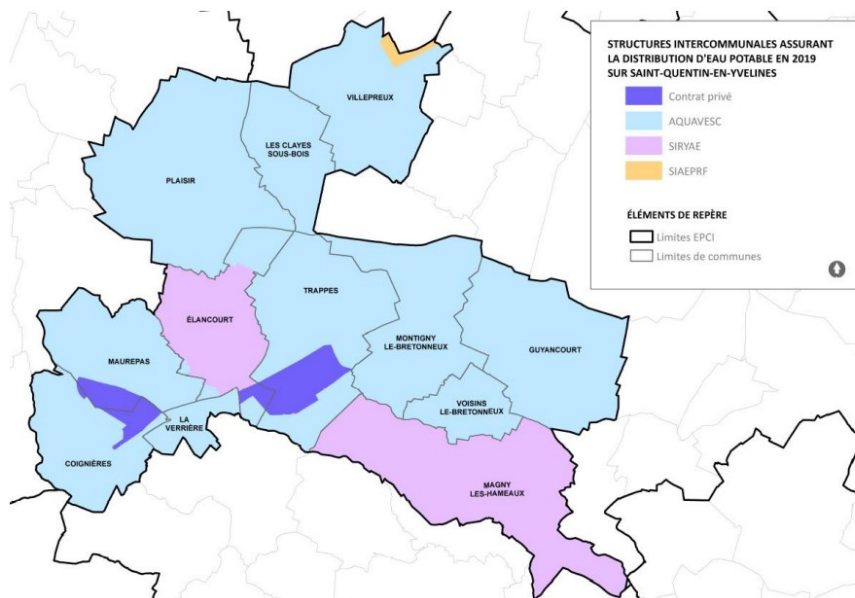 STRUCTURES INTERCOMMUNALES ASSURANT
LA DISTRIBUTION D'EAU POTABLE EN 2019
SUR SAINT-QUENTIN-EN-YVELINES
Contrat privé
AQUAVESC
SIRYAE
SIAEPRF
ÉLÉMENTS DE REPÈRE
Limites EPCI
Limites de communes
VILLEPREUX
LES CLAYES
SOUS-BOIS
PLAISIR
TRAPPES
ÉLANCOURT
MONTIGNY
LE-BRETONNEUX
GUYANCOURT
MAUREPAS
VOISINS
LE-BRETONNEUX
LA
VERRIÈRE
COIGNIÈRES
MAGNY
LES-HAMEAUX